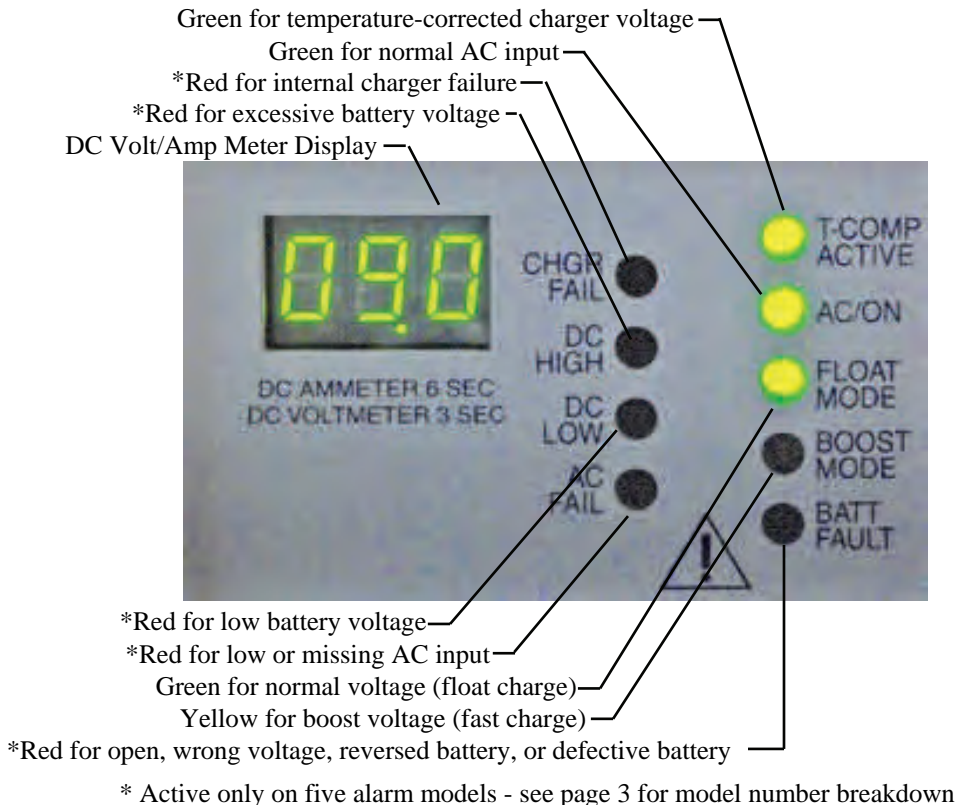 Green for temperature-corrected charger voltage
Green for normal AC input
*Red for internal charger failure
*Red for excessive battery voltage
DC Volt/Amp Meter Display
09.0
DC AMMETER 6 SEC
DC VOLTMETER 3 SEC
CHGR
FAIL
DC
HIGH
DC
LOW
AC
FAIL
T-COMP
ACTIVE
AC/ON
FLOAT
MODE
BOOST
MODE
BATT
FAULT
!
*Red for low battery voltage
*Red for low or missing AC input
Green for normal voltage (float charge)
Yellow for boost voltage (fast charge)
*Red for open, wrong voltage, reversed battery, or defective battery
* Active only on five alarm models - see page 3 for model number breakdown